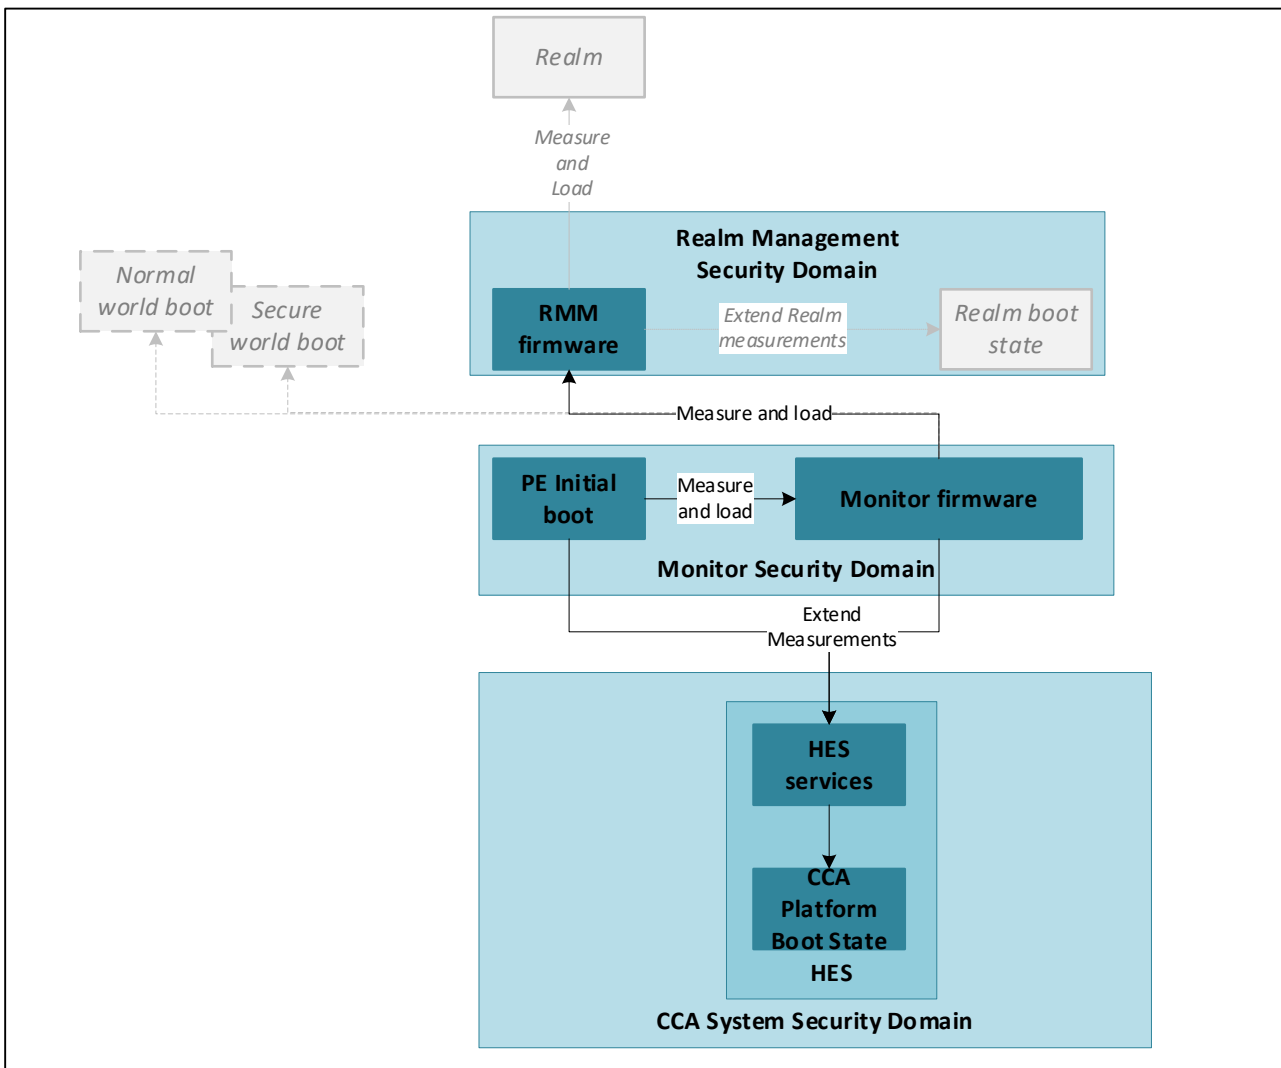 Realm
Measure
and
Load
Realm Management
Security Domain
Normal
world boot
Secure
world boot
RMM
firmware
Extend Realm
measurements
Realm boot
state
Measure and load
PE Initial
boot
Measure
and load
Monitor firmware
Monitor Security Domain
Extend
Measurements
HES
services
CCA
Platform
Boot State
HES
CCA System Security Domain